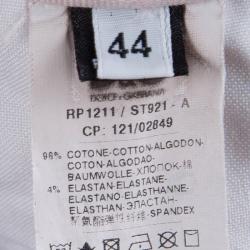 44
DOLCE & GABBANA
RP1211 / ST921 - A
CP: 121/02849
COTONE-COTTON-ALGODON-
COTON-ALGODAO-
BAUMWOLLE-ХЛОПОК-棉
4% ELASTAN-ELASTANE-
ELASTANO-ELASTHANNE-
ELASTHAN-ЭЛАСТАН-
SPANDEX